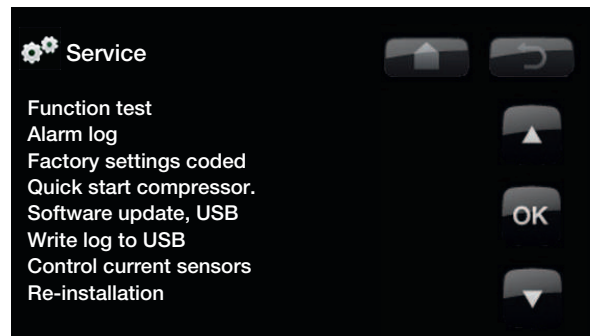 Service
Function test
Alarm log
Factory settings coded
Quick start compressor.
Software update, USB
Write log to USB
OK
Control current sensors
Re-installation